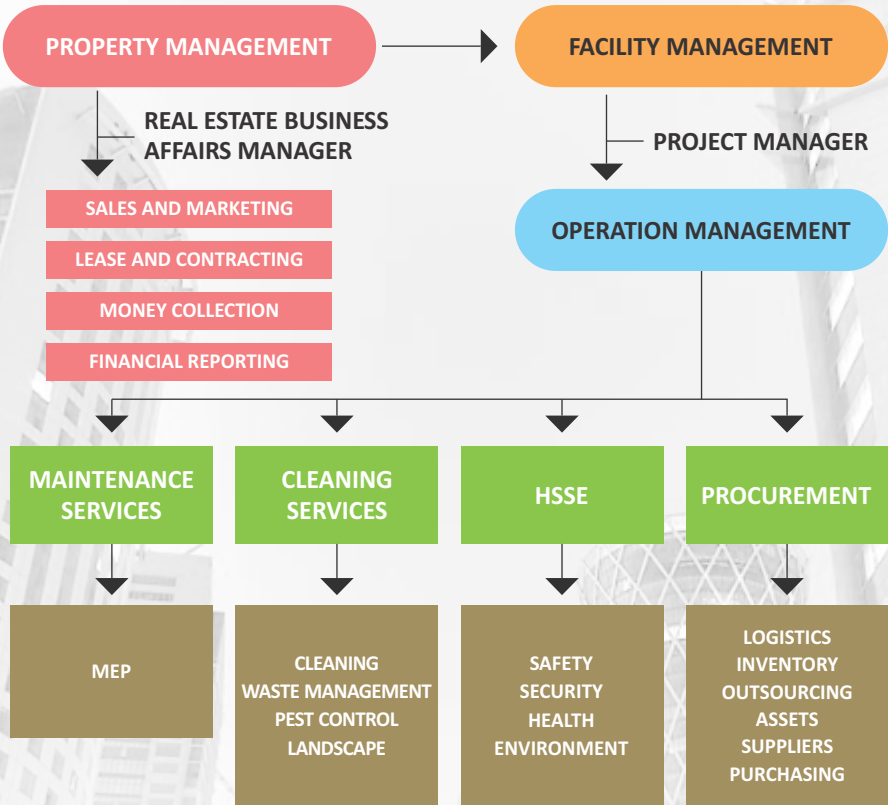 PROPERTY MANAGEMENT
FACILITY MANAGEMENT
REAL ESTATE BUSINESS
AFFAIRS MANAGER
PROJECT MANAGER
SALES AND MARKETING
LEASE AND CONTRACTING
MONEY COLLECTION
FINANCIAL REPORTING
OPERATION MANAGEMENT
MAINTENANCE
SERVICES
CLEANING
SERVICES
HSSE
PROCUREMENT
MEP
CLEANING
WASTE MANAGEMENT
PEST CONTROL
LANDSCAPE
SAFETY
SECURITY
HEALTH
ENVIRONMENT
LOGISTICS
INVENTORY
OUTSOURCING
ASSETS
SUPPLIERS
PURCHASING